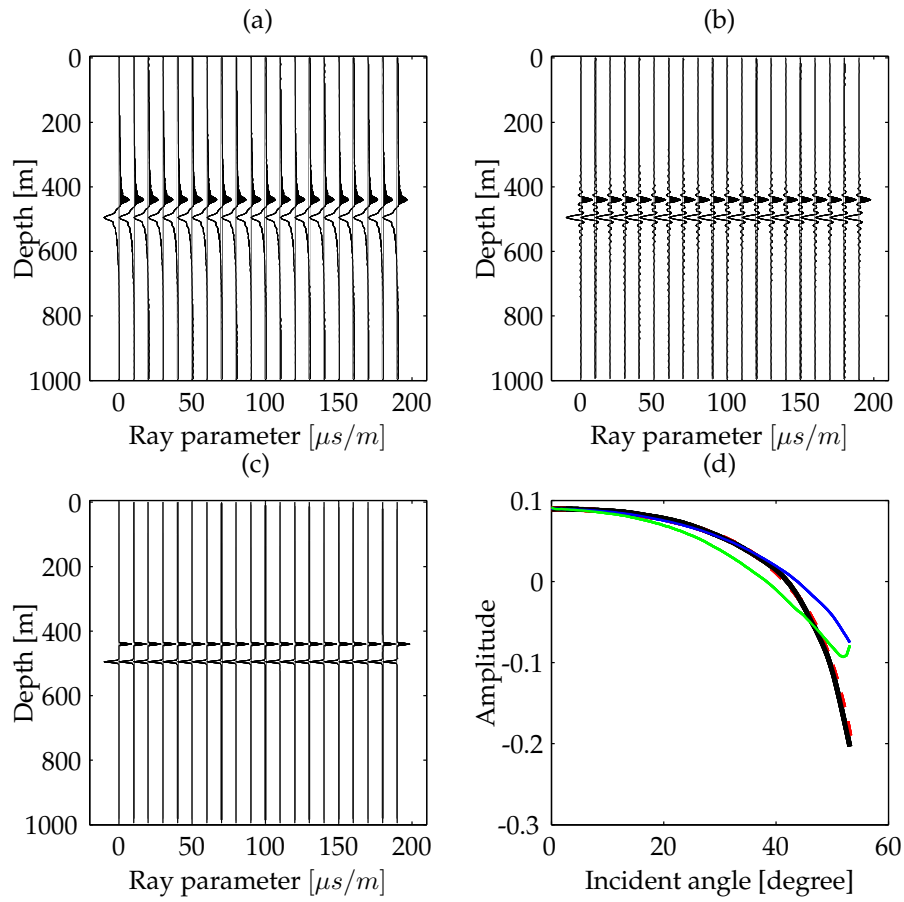 (a)
0
200
400
600
800
1000
Depth [m]
0 50 100 150 200
Ray parameter [μs/m]
(b)
0
200
400
600
800
1000
Depth [m]
0 50 100 150 200
Ray parameter [μs/m]
(c)
0
200
400
600
800
1000
Depth [m]
0 50 100 150 200
Ray parameter [μs/m]
(d)
0.1
0
-0.1
-0.2
-0.3
Amplitude
0 20 40 60
Incident angle [degree]